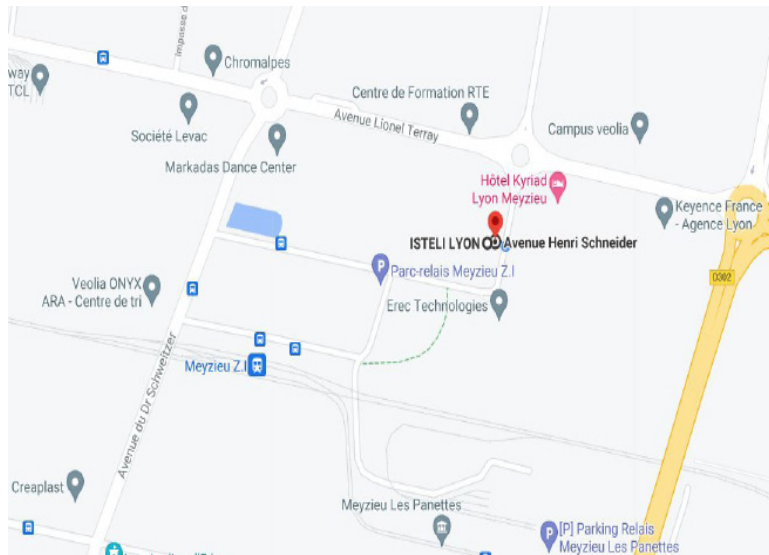 Impasse d
Chromalpes
way
TCL
Centre de Formation RTE
Société Levac
Avenue Lionel Terray
Campus veolia
Markadas Dance Center
Hôtel Kyriad
Lyon Meyzieu
Keyence France
- Agence Lyon
ISTELI LYON
Avenue Henri Schneider
Parc-relais Meyzieu Z.I
D302
Veolia ONYX
ARA - Centre de tri
Erec Technologies
Meyzieu Z.I
Avenue du Dr Schweitzer
Creaplast
Meyzieu Les Panettes
[P] Parking Relais
Meyzieu Les Panettes